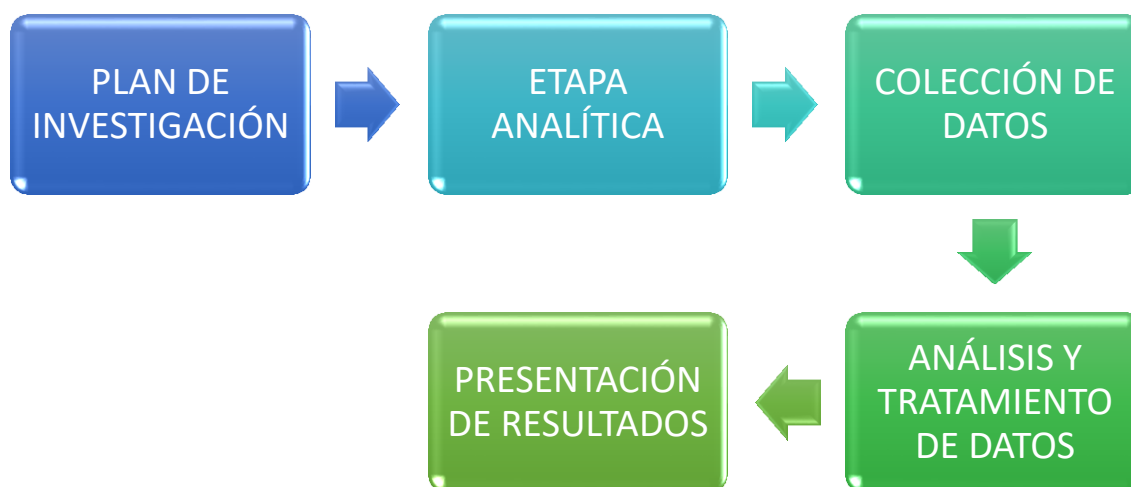 PLAN DE
INVESTIGACIÓN
ETAPA
ANALÍTICA
COLECCIÓN DE
DATOS
ANÁLISIS Y
TRATAMIENTO
DE DATOS
PRESENTACIÓN
DE RESULTADOS